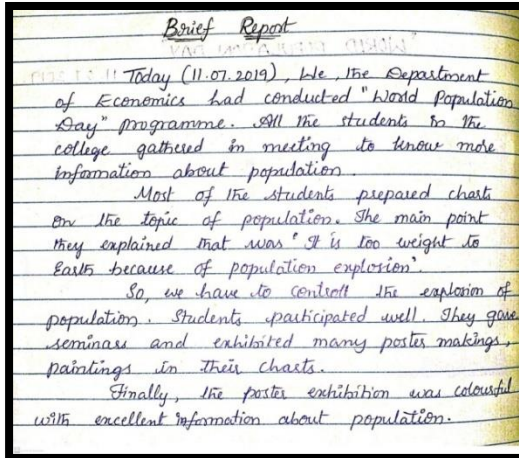 Brief Report
Today (11.07.2019), We, the Department
of Economics had conducted "World Population
Day" programme. All the students in the
college gathered in meeting to know more
information about population.
Most of the students prepared charts
on the topic of population. The main point
they explained that was "It is too weight to
Earth because of population explosion".
So, we have to controll the explosion of
population. Students participated well. They gave
seminars and exhibited many poster makings,
paintings in their charts.
Finally, the poster exhibition was colourful
with excellent information about population.